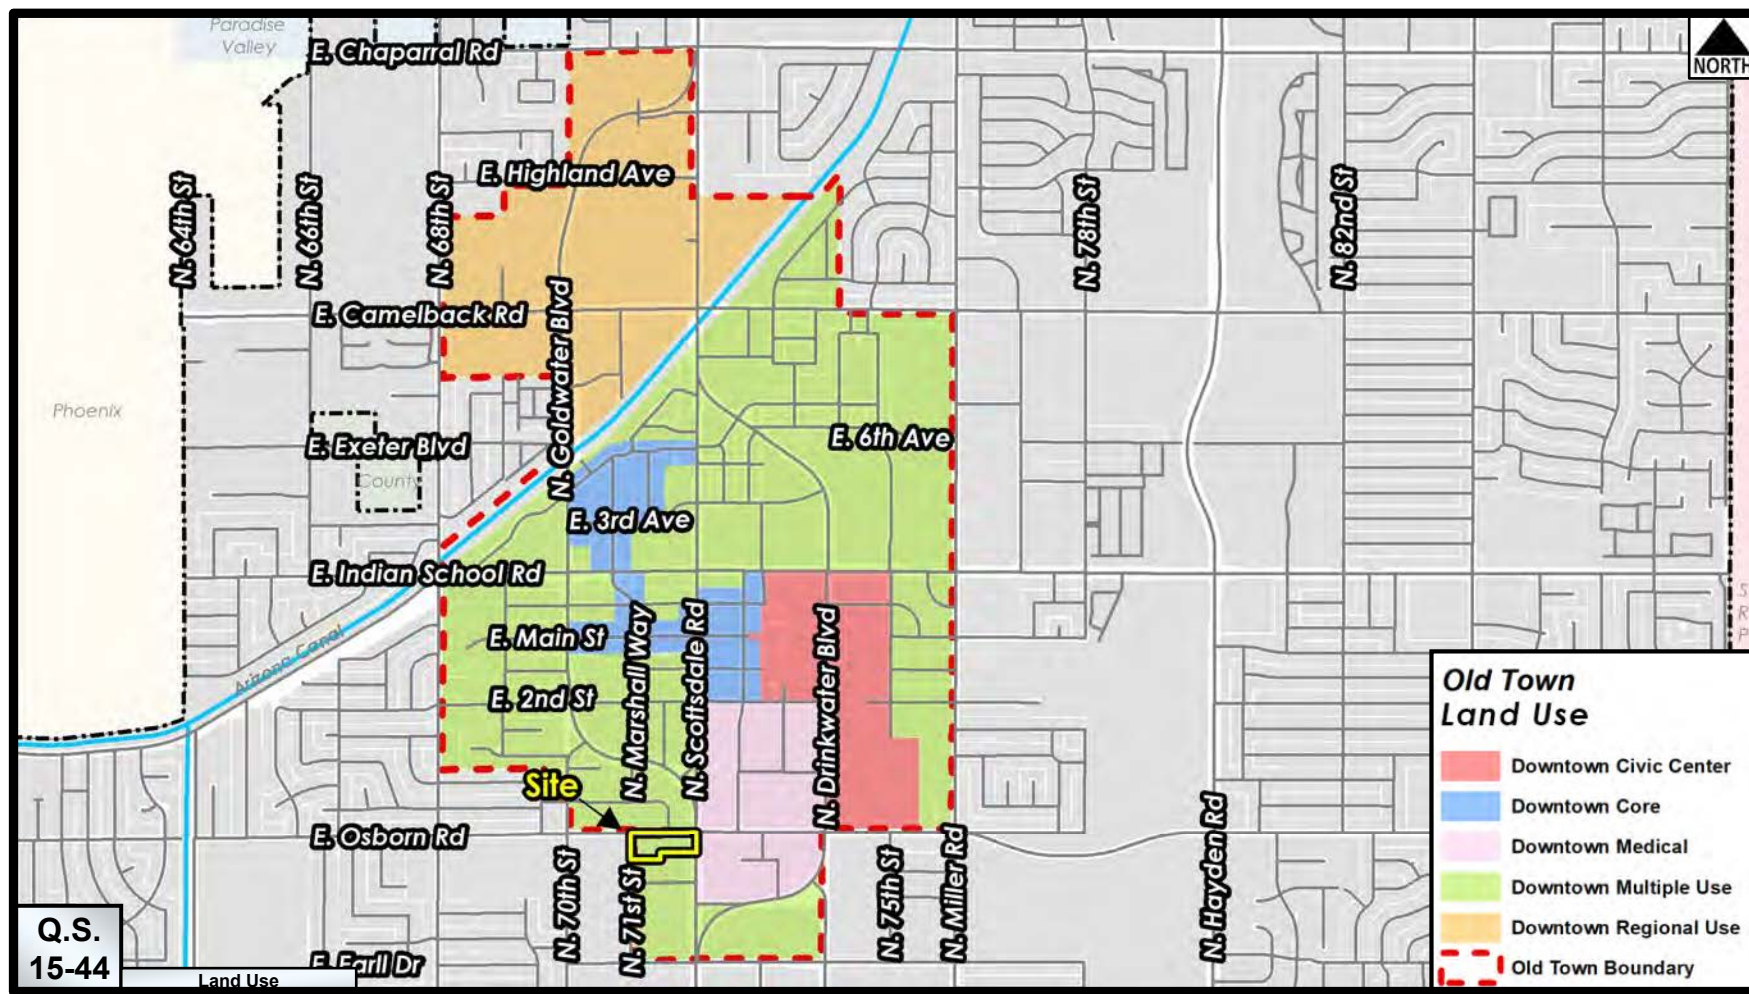 Paradise
Valley
E. Chaparral Rd
NORTH
E. Highland Ave
N. 64th St
N. 66th St
N. 68th St
N. 78th St
N. 82nd St
E. Camelback Rd
N. Goldwater Blvd
Phoenix
E. Exeter Blvd
County
E. 6th Ave
E. 3rd Ave
E. Indian School Rd
Arizona Canal
E. Main St
N. Marshall Way
N. Scottsdale Rd
N. Drinkwater Blvd
E. 2nd St
Site
E. Osborn Rd
N. 70th St
N. 71st St
N. 75th St
N. Miller Rd
N. Hayden Rd
E. Earll Dr
S
R
P
Old Town
Land Use
Downtown Civic Center
Downtown Core
Downtown Medical
Downtown Multiple Use
Downtown Regional Use
Old Town Boundary
Q.S.
15-44
Land Use